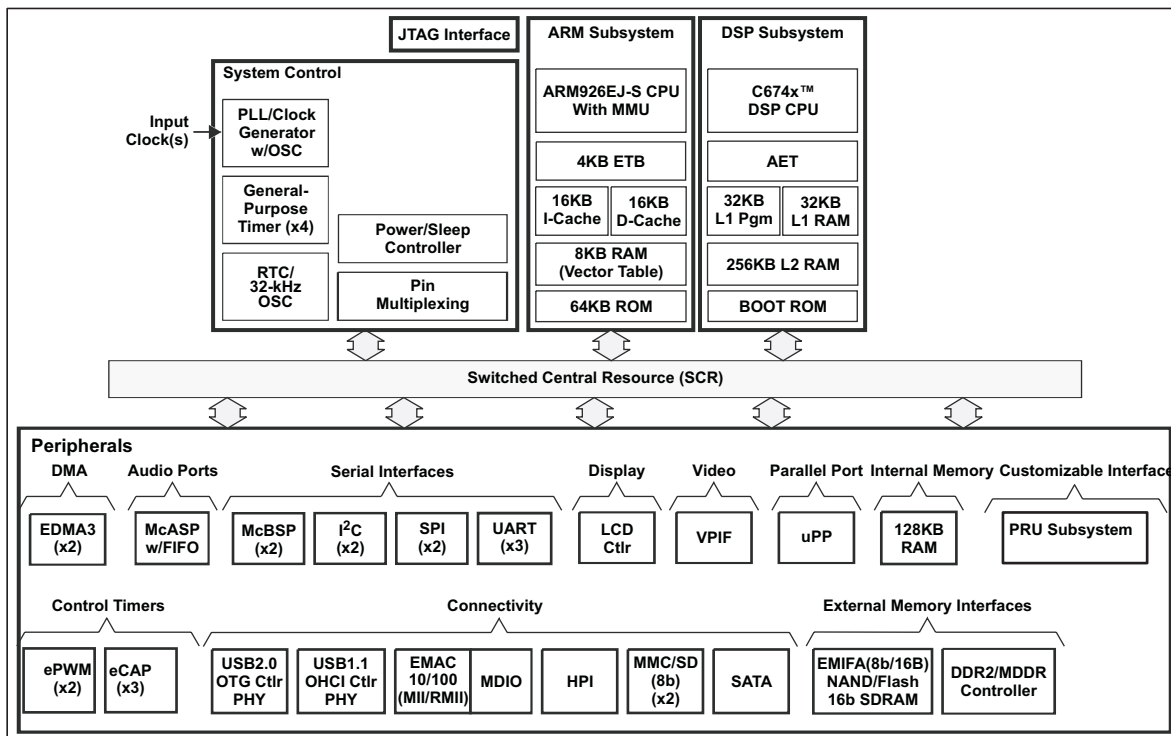 JTAG Interface
ARM Subsystem
DSP Subsystem
System Control
Input
Clock(s)
PLL/Clock
Generator
w/OSC
General-
Purpose
Timer (x4)
RTC/
32-kHz
OSC
Power/Sleep
Controller
Pin
Multiplexing
ARM926EJ-S CPU
With MMU
4KB ETB
16KB
I-Cache
16KB
D-Cache
8KB RAM
(Vector Table)
64KB ROM
C674x™
DSP CPU
AET
32KB
L1 Pgm
32KB
L1 RAM
256KB L2 RAM
BOOT ROM
Switched Central Resource (SCR)
Peripherals
DMA
EDMA3
(x2)
Audio Ports
McASP
w/FIFO
Serial Interfaces
McBSP
(x2)
I²C
(x2)
SPI
(x2)
UART
(x3)
Display
LCD
Ctlr
Video
VPIF
Parallel Port
uPP
Internal Memory
128KB
RAM
Customizable Interface
PRU Subsystem
Control Timers
ePWM
(x2)
eCAP
(x3)
Connectivity
USB2.0
OTG Ctlr
PHY
USB1.1
OHCI Ctlr
PHY
EMAC
10/100
(MII/RMII)
MDIO
HPI
MMC/SD
(8b)
(x2)
SATA
External Memory Interfaces
EMIFA(8b/16B)
NAND/Flash
16b SDRAM
DDR2/MDDR
Controller